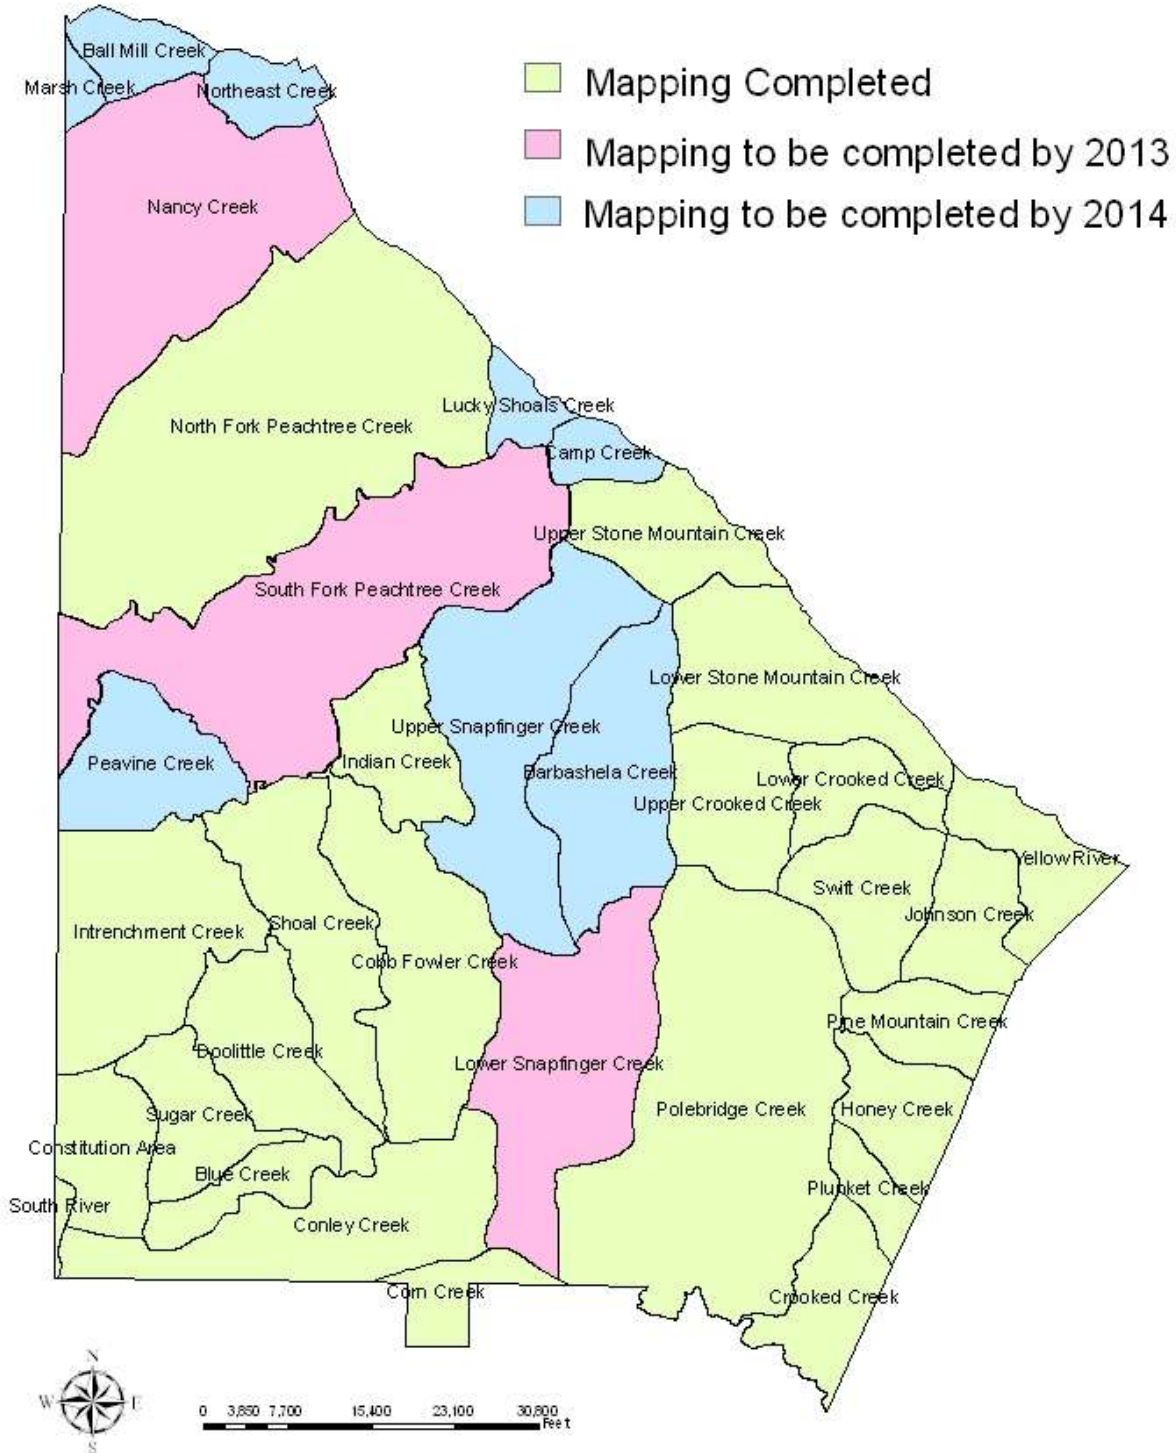 Ball Mill Creek
Marsh Creek
Northeast Creek
Mapping Completed
Mapping to be completed by 2013
Mapping to be completed by 2014
Nancy Creek
Lucky Shoals Creek
North Fork Peachtree Creek
Camp Creek
Upper Stone Mountain Creek
South Fork Peachtree Creek
Lower Stone Mountain Creek
Upper Snapfinger Creek
Peavine Creek
Indian Creek
Barbashela Creek
Lower Crooked Creek
Upper Crooked Creek
Yellow River
Swift Creek
Johnson Creek
Shoal Creek
Intrenchment Creek
Cobb Fowler Creek
Pine Mountain Creek
Doolittle Creek
Lower Snapfinger Creek
Polebridge Creek
Honey Creek
Sugar Creek
Constitution Area
Blue Creek
Plunket Creek
South River
Conley Creek
Corn Creek
Crooked Creek
N
W E
S
0 3,850 7,700 15,400 23,100 30,800
Feet